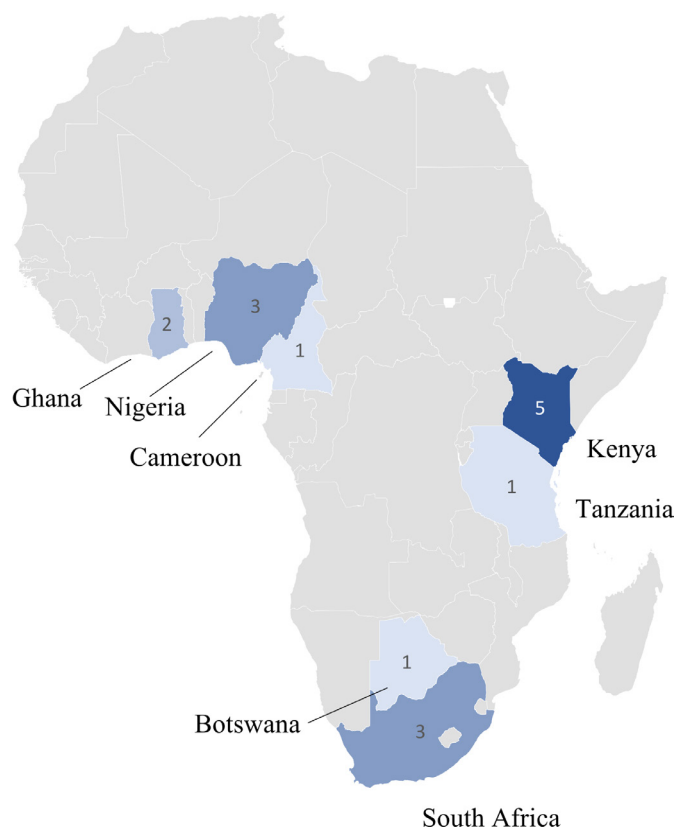 2
3
1
Ghana
Nigeria
Cameroon
5
Kenya
1
Tanzania
1
Botswana
3
South Africa